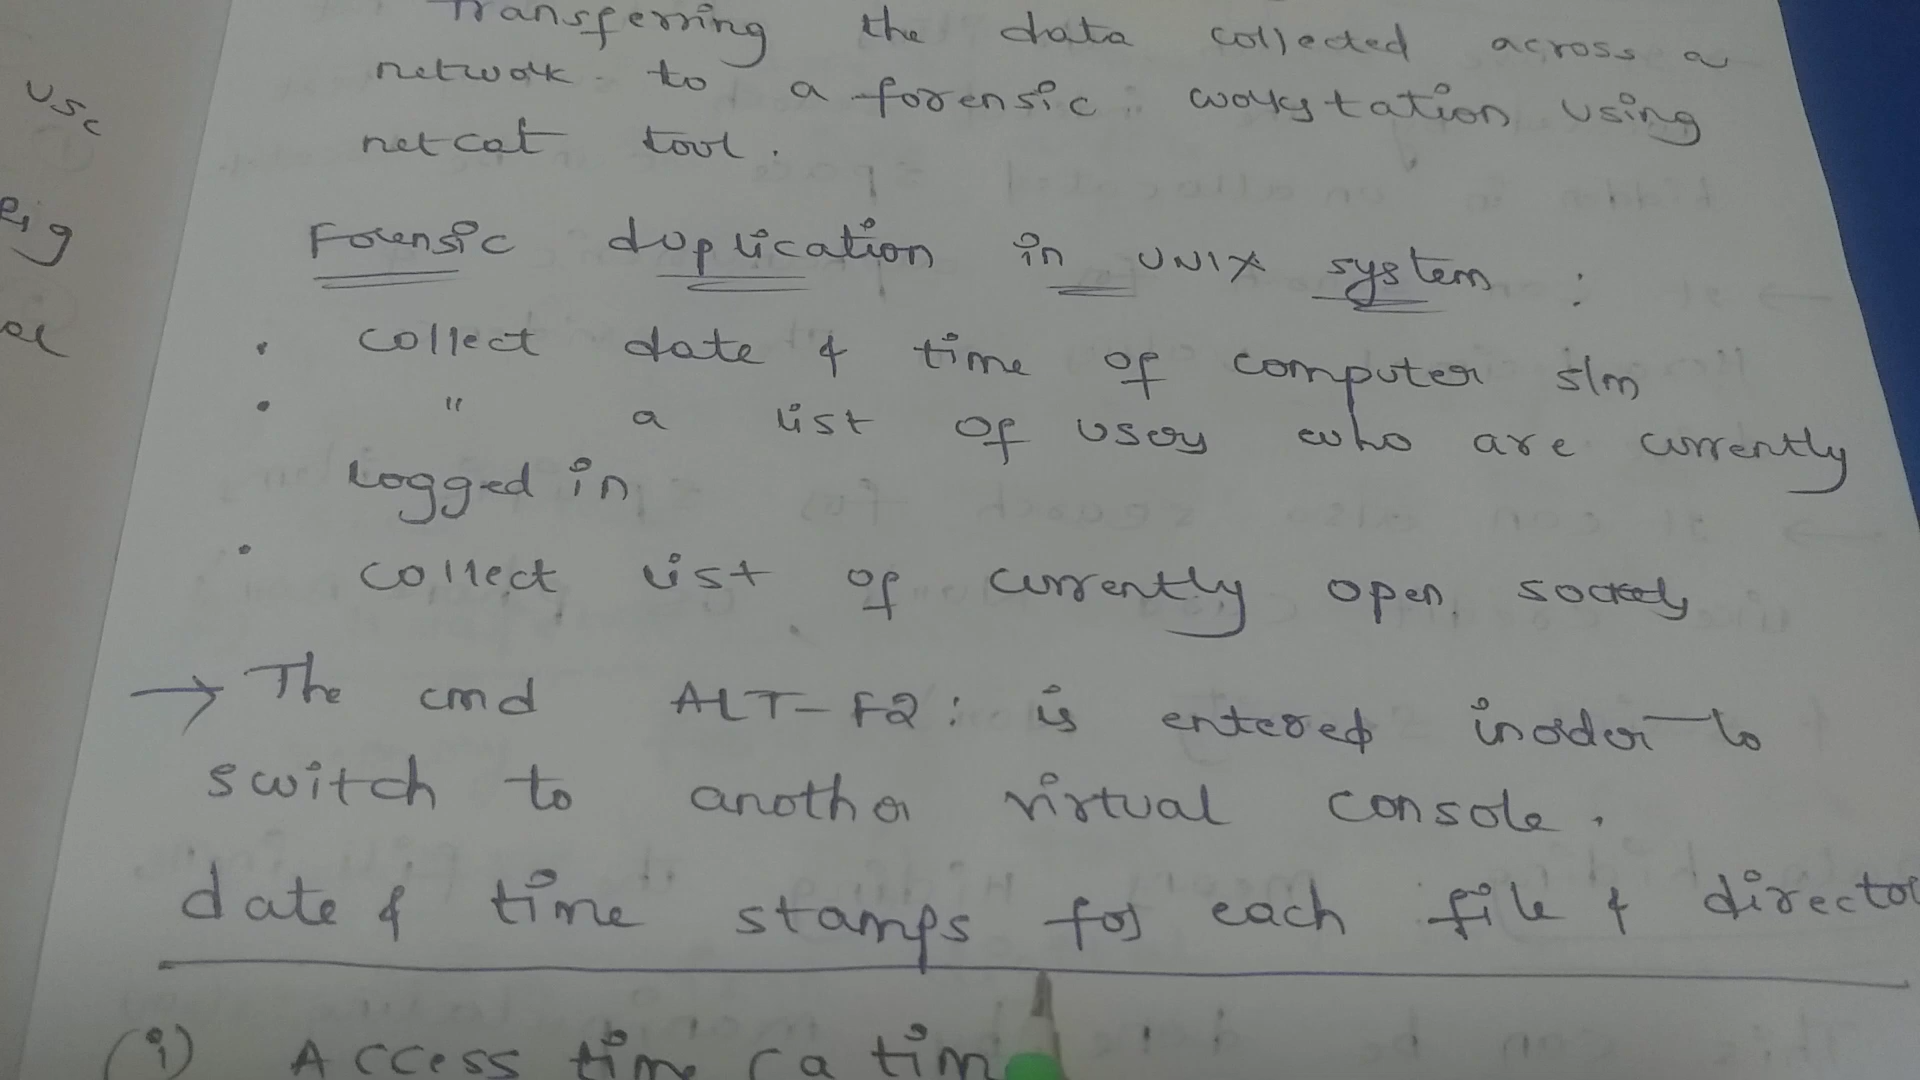 Transferring the data collected across a
network to a forensic workstation using
netcat tool.
Forensic duplication in UNIX system :
• collect date & time of computer s/m
• " a list of users who are currently
logged in
• collect list of currently open sockets
→ The cmd ALT-F2: is entered inorder to
switch to another virtual console.
date & time stamps for each file & directo
(i) Access time (a tim